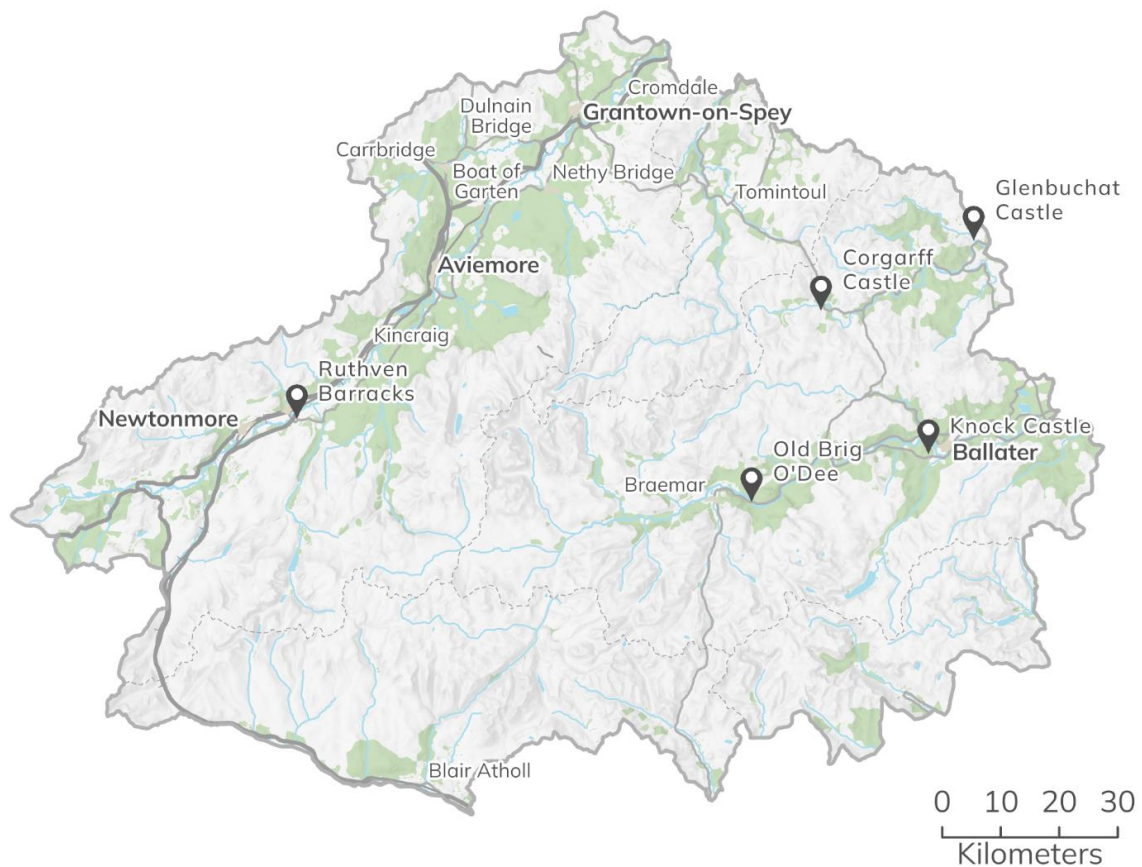 Cromdale
Dulnain
Bridge
Grantown-on-Spey
Carrbridge
Boat of
Garten
Nethy Bridge
Tomintoul
Glenbuchat
Castle
Corgarff
Castle
Aviemore
Kincraig
Ruthven
Barracks
Newtonmore
Knock Castle
Ballater
Old Brig
O'Dee
Braemar
Blair Atholl
0 10 20 30
Kilometers